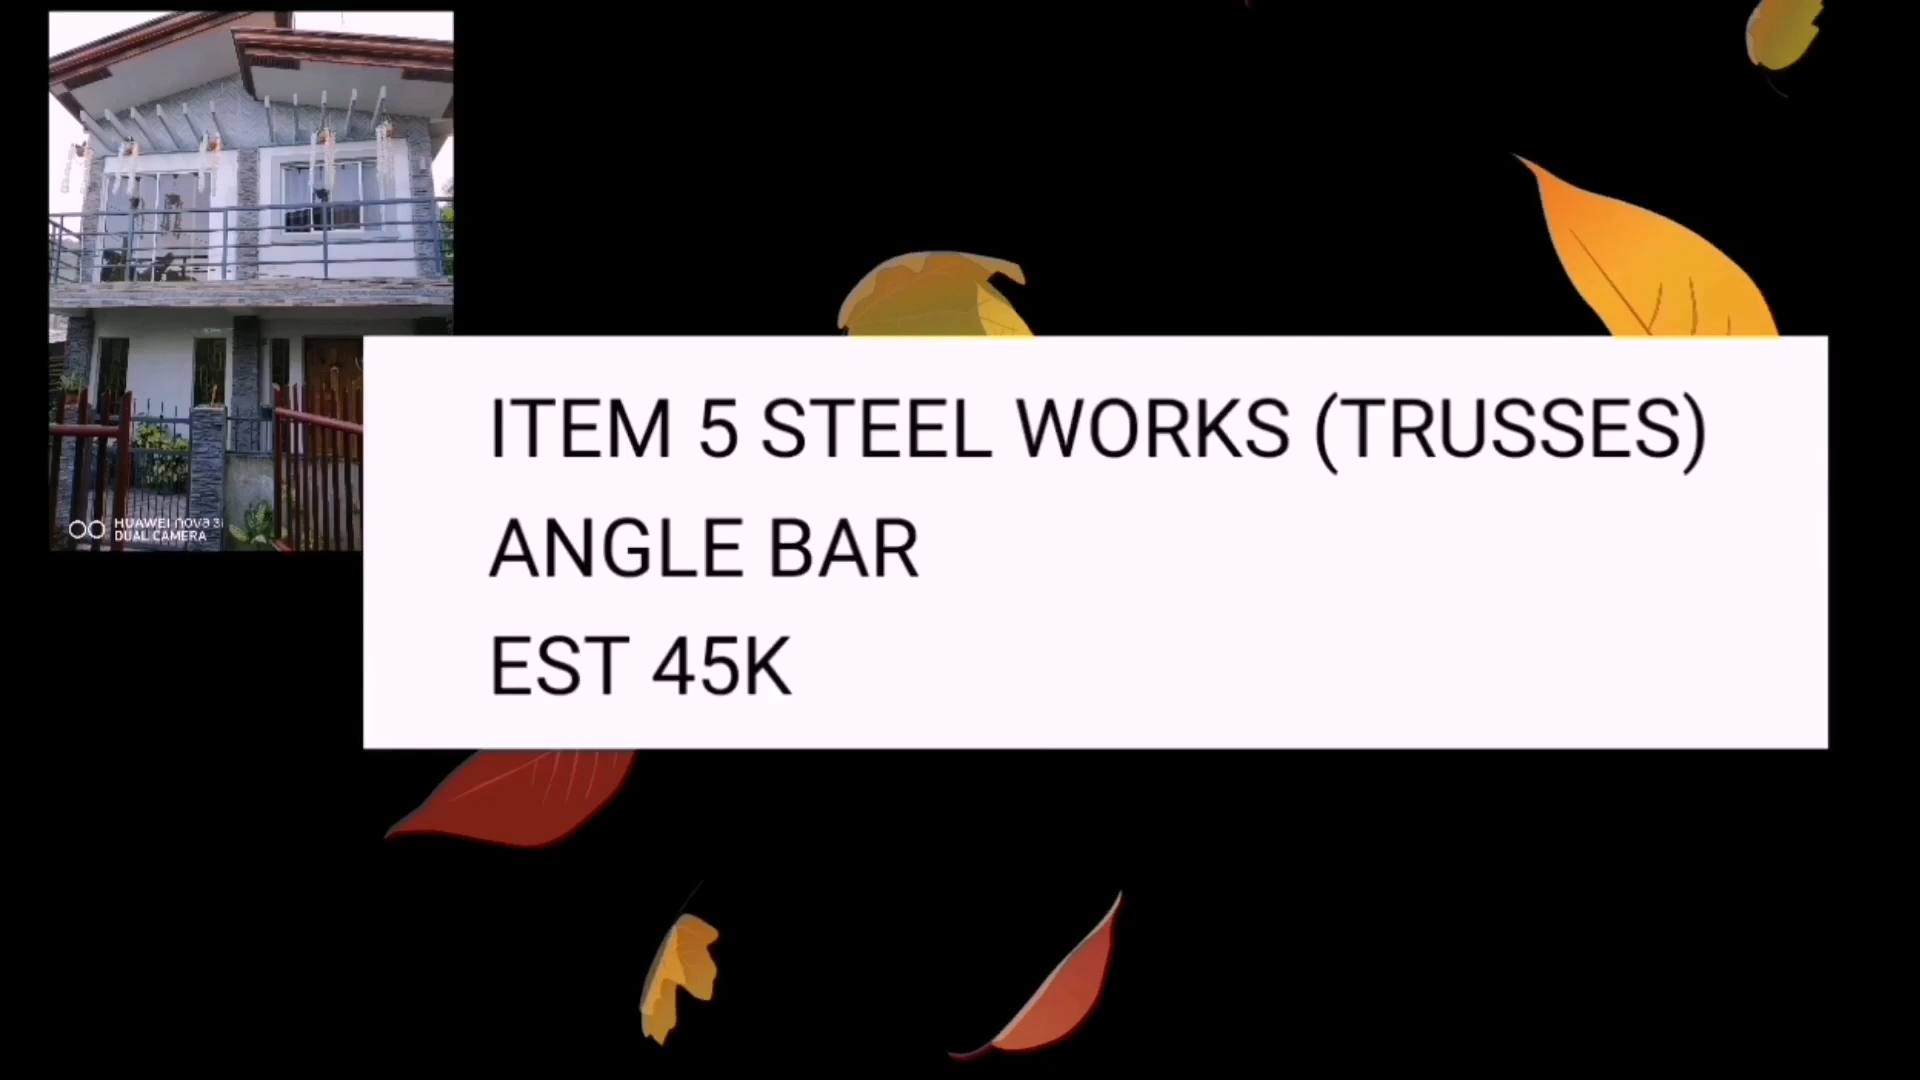 ITEM 5 STEEL WORKS (TRUSSES)
ANGLE BAR
EST 45K
HUAWEI nova 3i
DUAL CAMERA